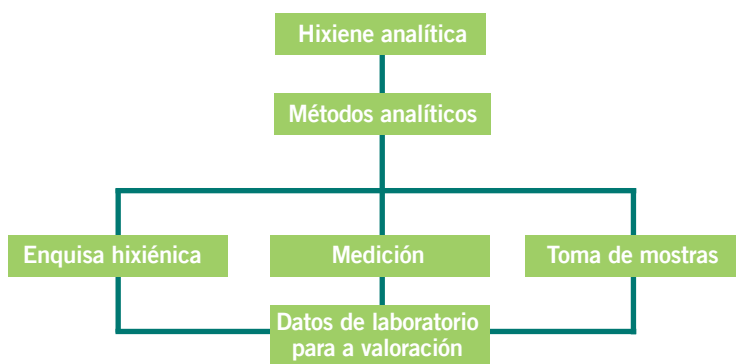 Hixiene analítica
Métodos analíticos
Enquisa hixiénica
Medición
Toma de mostras
Datos de laboratorio
para a valoración